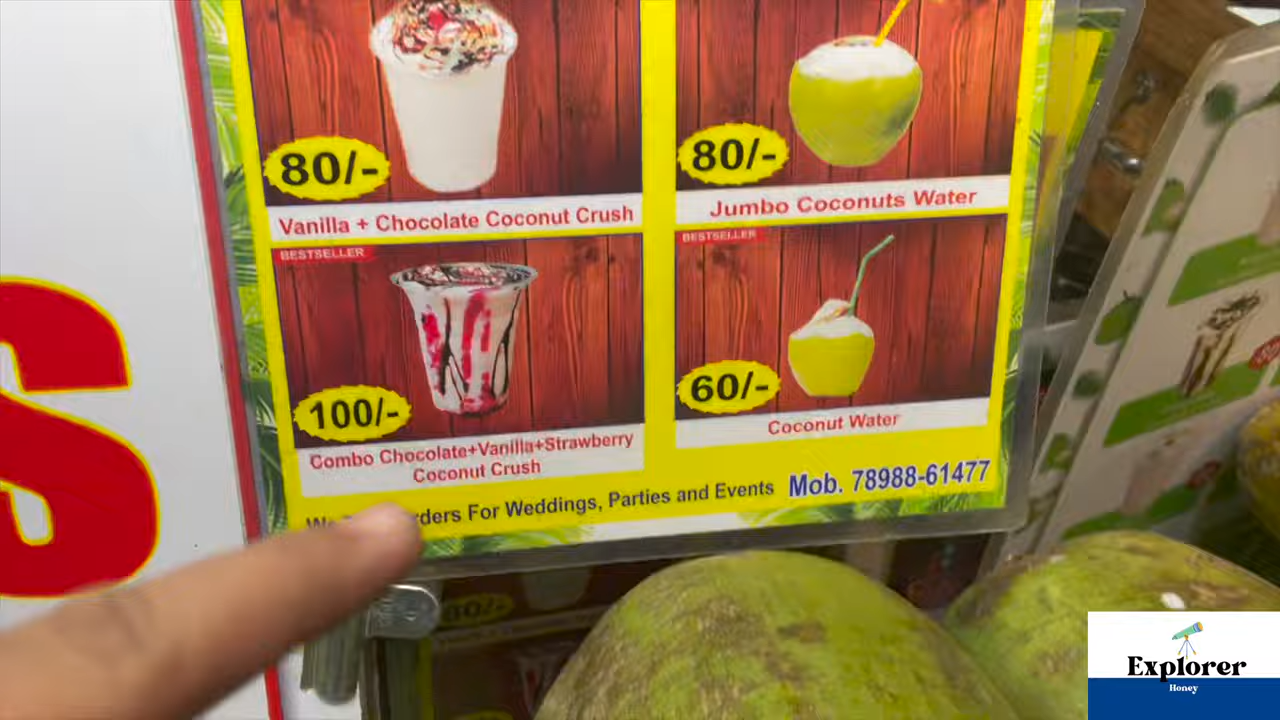 80/-
Vanilla + Chocolate Coconut Crush
80/-
Jumbo Coconuts Water
BESTSELLER
100/-
Combo Chocolate+Vanilla+Strawberry
Coconut Crush
BESTSELLER
60/-
Coconut Water
For Weddings, Parties and Events
Mob. 78988-61477
S
80/-
Explorer
Honey